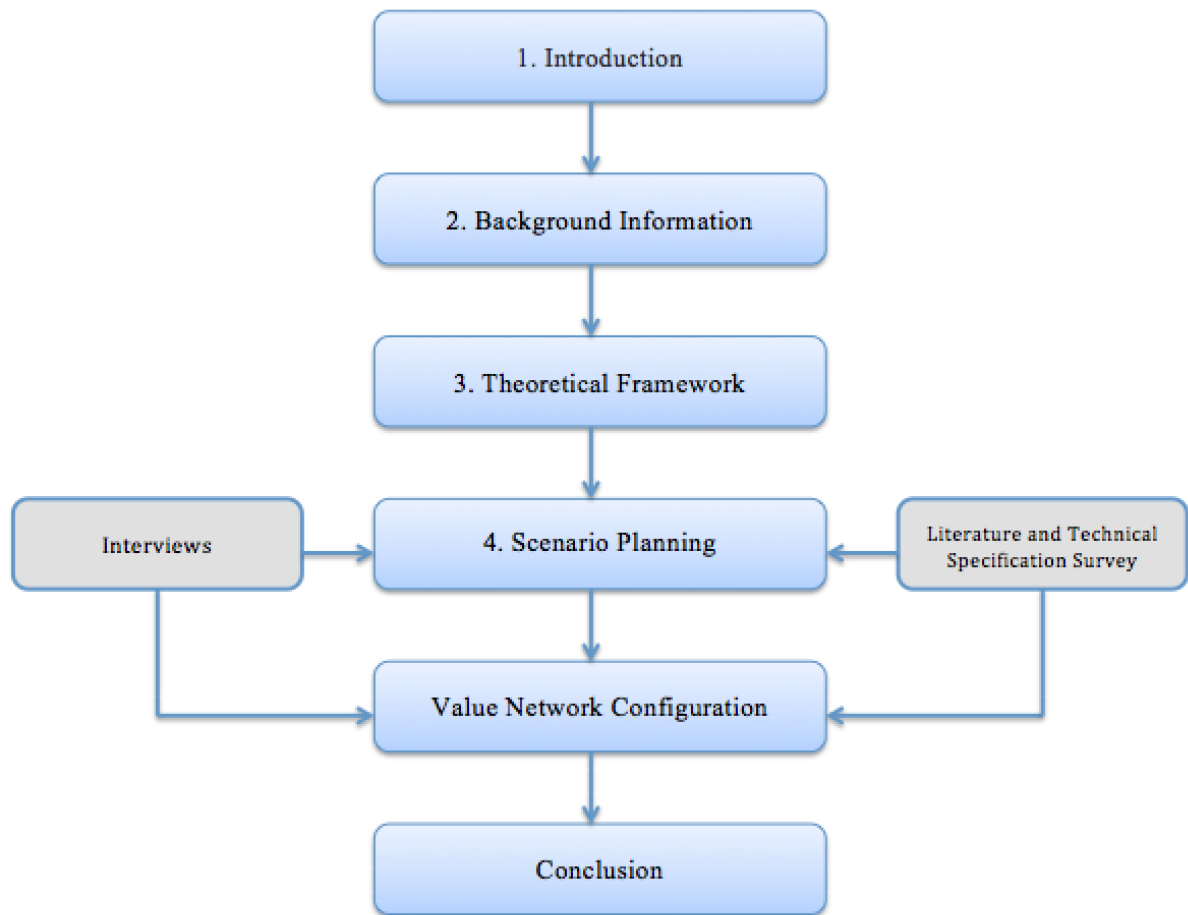 1. Introduction
2. Background Information
3. Theoretical Framework
Interviews
4. Scenario Planning
Literature and Technical
Specification Survey
Value Network Configuration
Conclusion